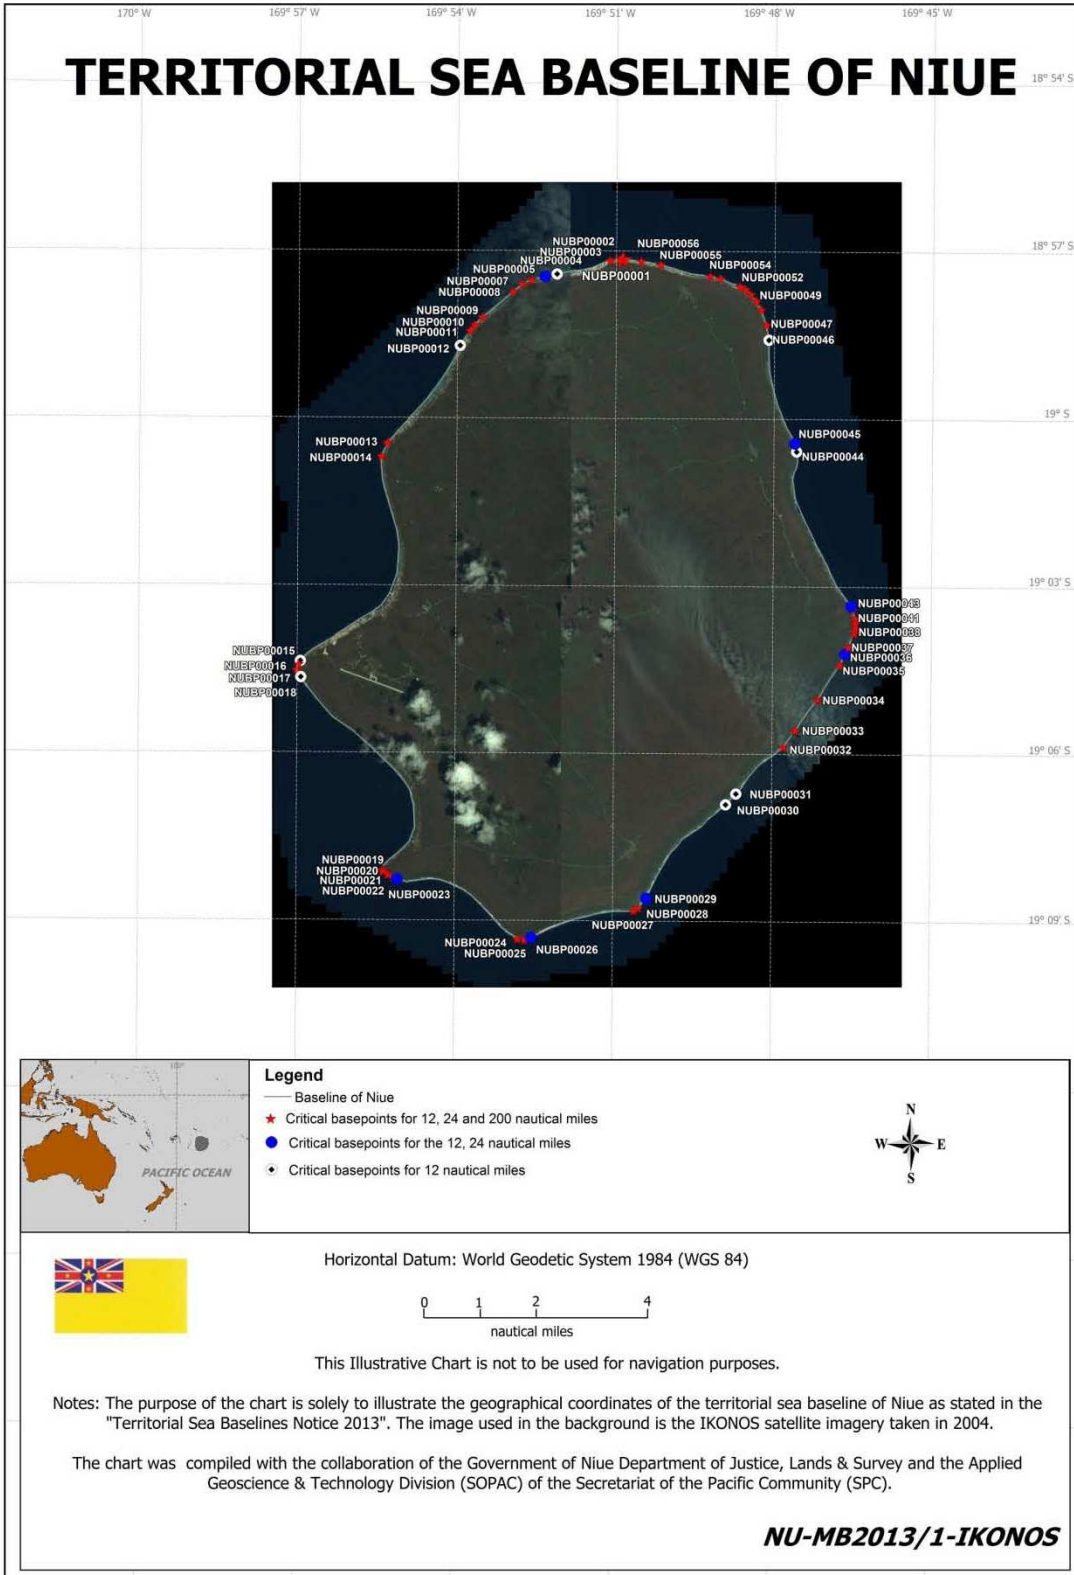 170° W
169° 57' W
169° 54' W
169° 51' W
169° 48' W
169° 45' W
TERRITORIAL SEA BASELINE OF NIUE
18° 54' S
18° 57' S
19° S
19° 03' S
19° 06' S
19° 09' S
NUBP00002
NUBP00003
NUBP00004
NUBP00005
NUBP00007
NUBP00008
NUBP00009
NUBP00010
NUBP00011
NUBP00012
NUBP00056
NUBP00055
NUBP00001
NUBP00054
NUBP00052
NUBP00049
NUBP00047
NUBP00046
NUBP00013
NUBP00014
NUBP00045
NUBP00044
NUBP00043
NUBP00041
NUBP00038
NUBP00037
NUBP00036
NUBP00035
NUBP00015
NUBP00016
NUBP00017
NUBP00018
NUBP00034
NUBP00033
NUBP00032
NUBP00031
NUBP00030
NUBP00019
NUBP00020
NUBP00021
NUBP00022
NUBP00023
NUBP00029
NUBP00028
NUBP00027
NUBP00024
NUBP00025
NUBP00026
180°
PACIFIC OCEAN
Legend
Baseline of Niue
Critical basepoints for 12, 24 and 200 nautical miles
Critical basepoints for the 12, 24 nautical miles
Critical basepoints for 12 nautical miles
N
W E
S
Horizontal Datum: World Geodetic System 1984 (WGS 84)
0 1 2 4
nautical miles
This Illustrative Chart is not to be used for navigation purposes.
Notes: The purpose of the chart is solely to illustrate the geographical coordinates of the territorial sea baseline of Niue as stated in the
"Territorial Sea Baselines Notice 2013". The image used in the background is the IKONOS satellite imagery taken in 2004.
The chart was compiled with the collaboration of the Government of Niue Department of Justice, Lands & Survey and the Applied
Geoscience & Technology Division (SOPAC) of the Secretariat of the Pacific Community (SPC).
NU-MB2013/1-IKONOS